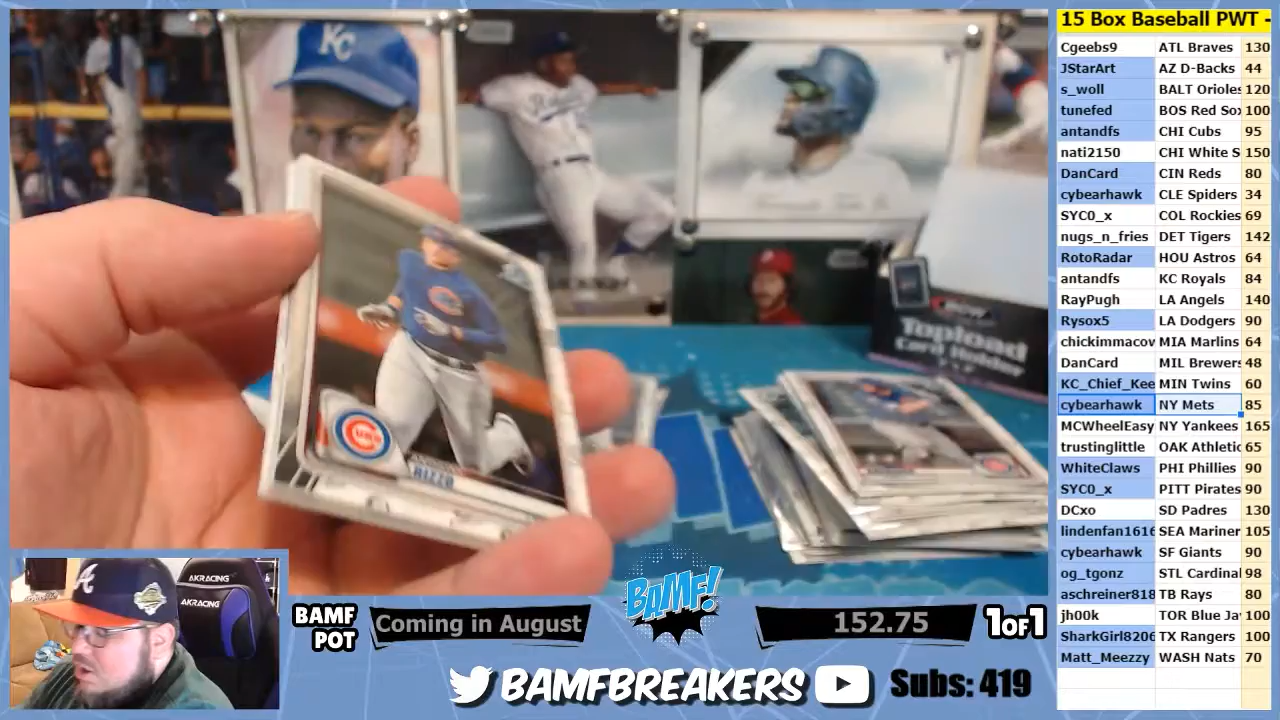 15 Box Baseball PWT -
Cgeebs9 ATL Braves 130
JStarArt AZ D-Backs 44
s_woll BALT Orioles 120
tunefed BOS Red Sox 100
antandfs CHI Cubs 95
nati2150 CHI White S 150
DanCard CIN Reds 80
cybearhawk CLE Spiders 34
SYC0_x COL Rockies 69
nugs_n_fries DET Tigers 142
RotoRadar HOU Astros 64
antandfs KC Royals 84
RayPugh LA Angels 140
Rysox5 LA Dodgers 90
chickimmacov MIA Marlins 64
DanCard MIL Brewers 48
KC_Chief_Kee MIN Twins 60
cybearhawk NY Mets 85
MCWheelEasy NY Yankees 165
trustinglittle OAK Athletic 65
WhiteClaws PHI Phillies 90
SYC0_x PITT Pirates 90
DCxo SD Padres 130
lindenfan1616 SEA Mariner 105
cybearhawk SF Giants 90
og_tgonz STL Cardinal 98
aschreiner818 TB Rays 80
jh00k TOR Blue Ja 100
SharkGirl8206 TX Rangers 100
Matt_Meezzy WASH Nats 70
KC
Topload
Card Holder
CUBS
RIZZO
A
AKRACING
AKRACING
BAMF
POT
Coming in August
BAMF!
152.75
1OF1
BAMFBREAKERS
Subs: 419